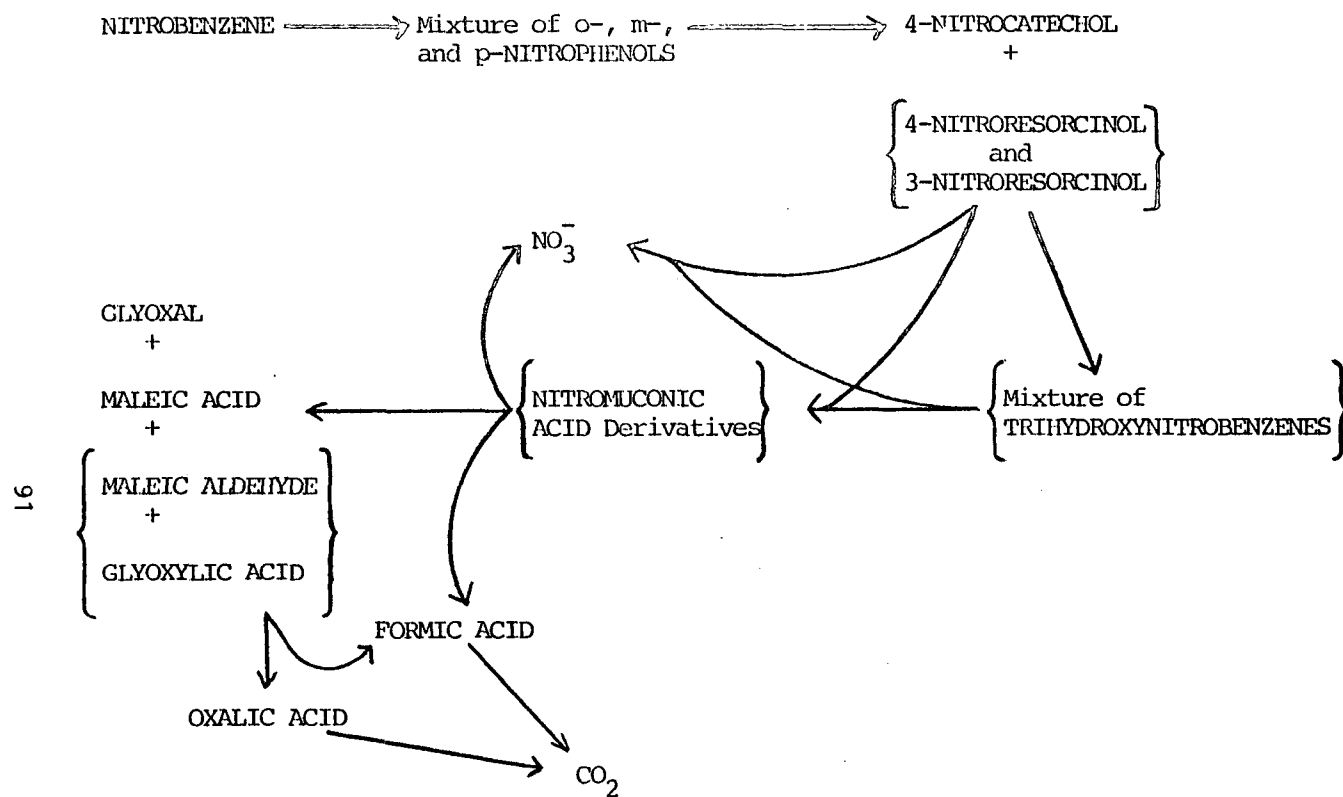 NITROBENZENE
Mixture of o-, m-,
and p-NITROPHENOLS
4-NITROCATECHOL
+
4-NITRORESORCINOL
and
3-NITRORESORCINOL
NO3-
GLYOXAL
+
MALEIC ACID
+
MALEIC ALDEHYDE
+
GLYOXYLIC ACID
NITROMUCONIC
ACID Derivatives
Mixture of
TRIHYDROXYNITROBENZENES
FORMIC ACID
OXALIC ACID
CO2
91